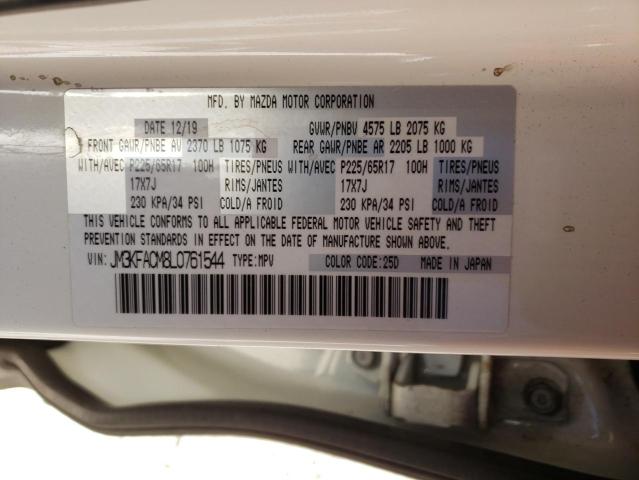 MFD. BY MAZDA MOTOR CORPORATION
DATE 12/19 GVWR/PNBV 4575 LB 2075 KG
FRONT GAWR/PNBE AV 2370 LB 1075 KG REAR GAWR/PNBE AR 2205 LB 1000 KG
WITH/AVEC P225/65R17 100H TIRES/PNEUS WITH/AVEC P225/65R17 100H TIRES/PNEUS
17X7J RIMS/JANTES 17X7J RIMS/JANTES
230 KPA/34 PSI COLD/A FROID 230 KPA/34 PSI COLD/A FROID
THIS VEHICLE CONFORMS TO ALL APPLICABLE FEDERAL MOTOR VEHICLE SAFETY AND THEFT
PREVENTION STANDARDS IN EFFECT ON THE DATE OF MANUFACTURE SHOWN ABOVE.
VIN: JM3KFACM8L0761544 TYPE:MPV COLOR CODE:25D MADE IN JAPAN